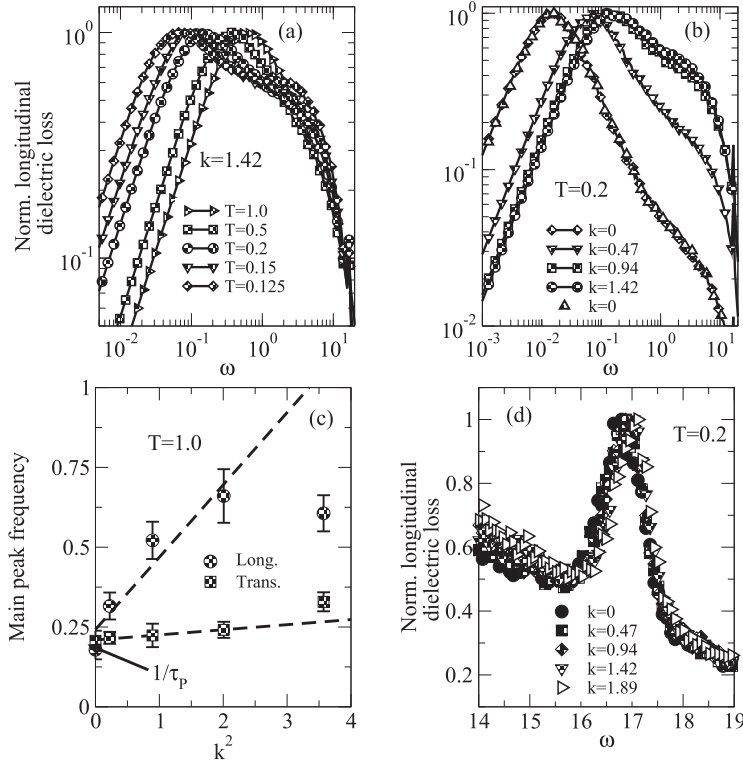 10^0
10^-1
10^-2 10^-1 10^0 10^1
ω
Norm. longitudinal
dielectric loss
(a)
k=1.42
T=1.0
T=0.5
T=0.2
T=0.15
T=0.125
10^0
10^-1
10^-2
10^-3 10^-2 10^-1 10^0 10^1
ω
(b)
T=0.2
k=0
k=0.47
k=0.94
k=1.42
k=0
1
0.75
0.5
0.25
0
0 1 2 3 4
k^2
Main peak frequency
T=1.0
(c)
Long.
Trans.
1/τ_P
1
0.8
0.6
0.4
0.2
14 15 16 17 18 19
ω
Norm. longitudinal
dielectric loss
(d)
T=0.2
k=0
k=0.47
k=0.94
k=1.42
k=1.89